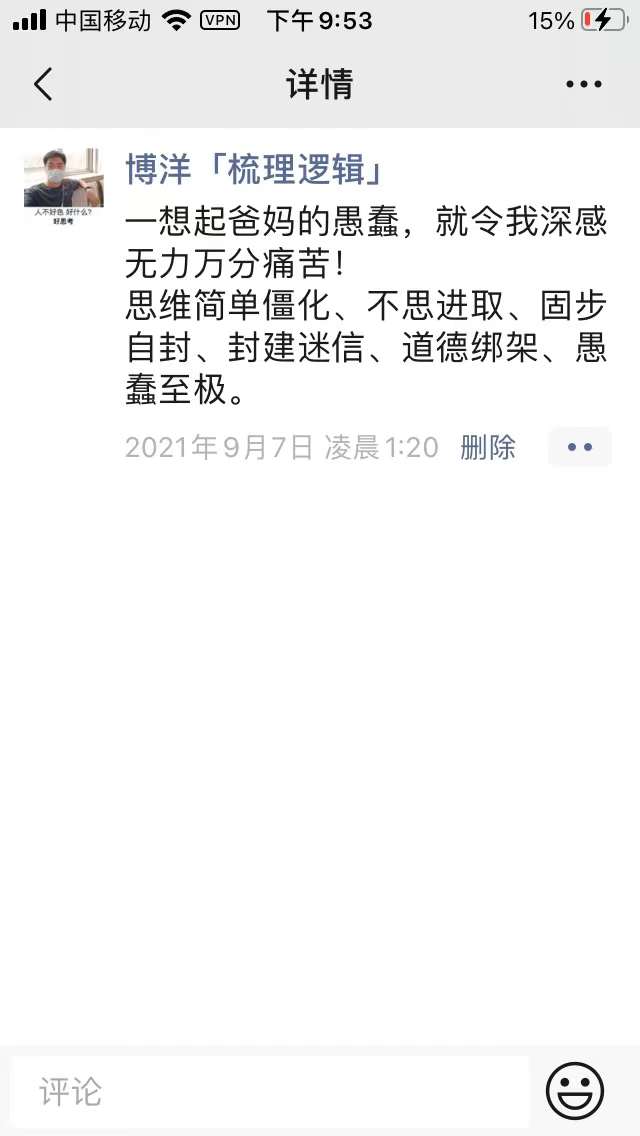 中国移动 VPN 下午9:53 15%
详情
博洋「梳理逻辑」
人不好色 好什么?
好思考
一想起爸妈的愚蠢，就令我深感
无力万分痛苦！
思维简单僵化、不思进取、固步
自封、封建迷信、道德绑架、愚
蠢至极。
2021年9月7日 凌晨1:20 删除
评论